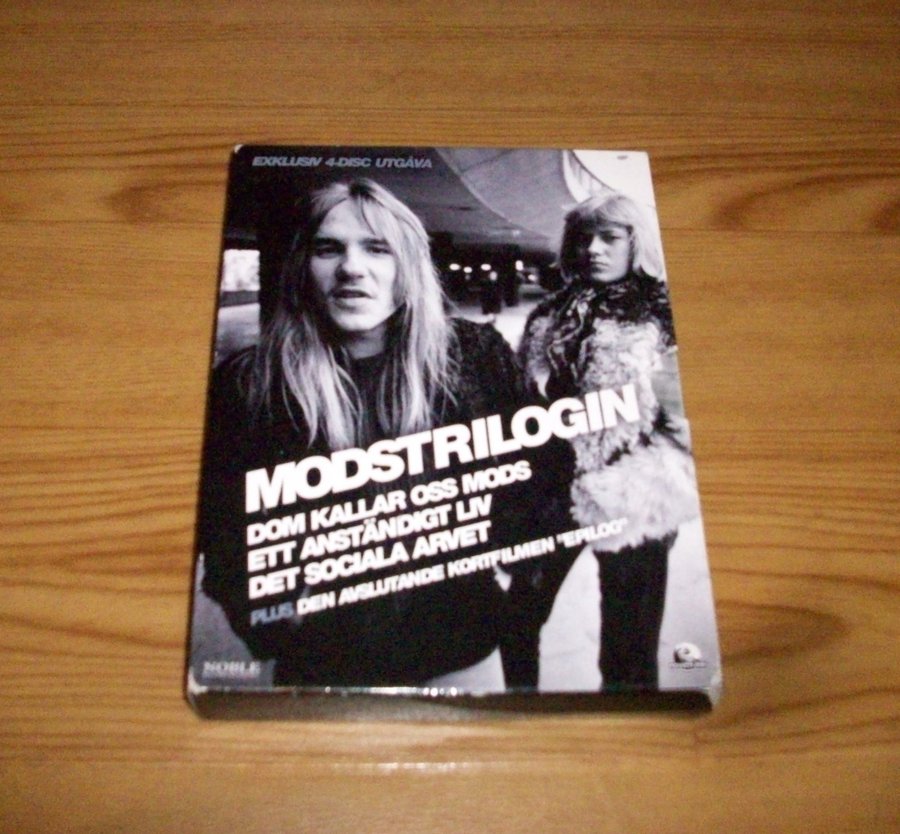 EXKLUSIV 4-DISC UTGÅVA
MODSTRILOGIN
DOM KALLAR OSS MODS
ETT ANSTÄNDIGT LIV
DET SOCIALA ARVET
PLUS DEN AVSLUTANDE KORTFILMEN "EPILOG"
NOBLE